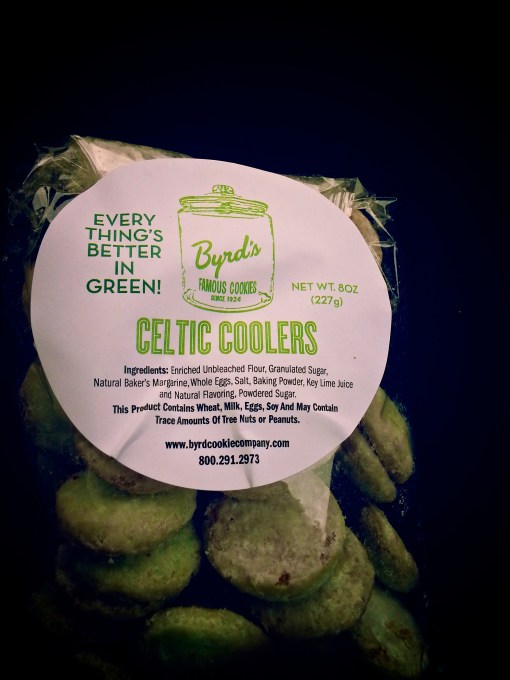 EVERY
THING'S
BETTER
IN
GREEN!
Byrd's
FAMOUS COOKIES
SINCE 1924
NET WT. 8OZ
(227g)
CELTIC COOLERS
Ingredients: Enriched Unbleached Flour, Granulated Sugar,
Natural Baker's Margarine, Whole Eggs, Salt, Baking Powder, Key Lime Juice
and Natural Flavoring, Powdered Sugar.
This Product Contains Wheat, Milk, Eggs, Soy And May Contain
Trace Amounts Of Tree Nuts or Peanuts.
www.byrdcookiecompany.com
800.291.2973